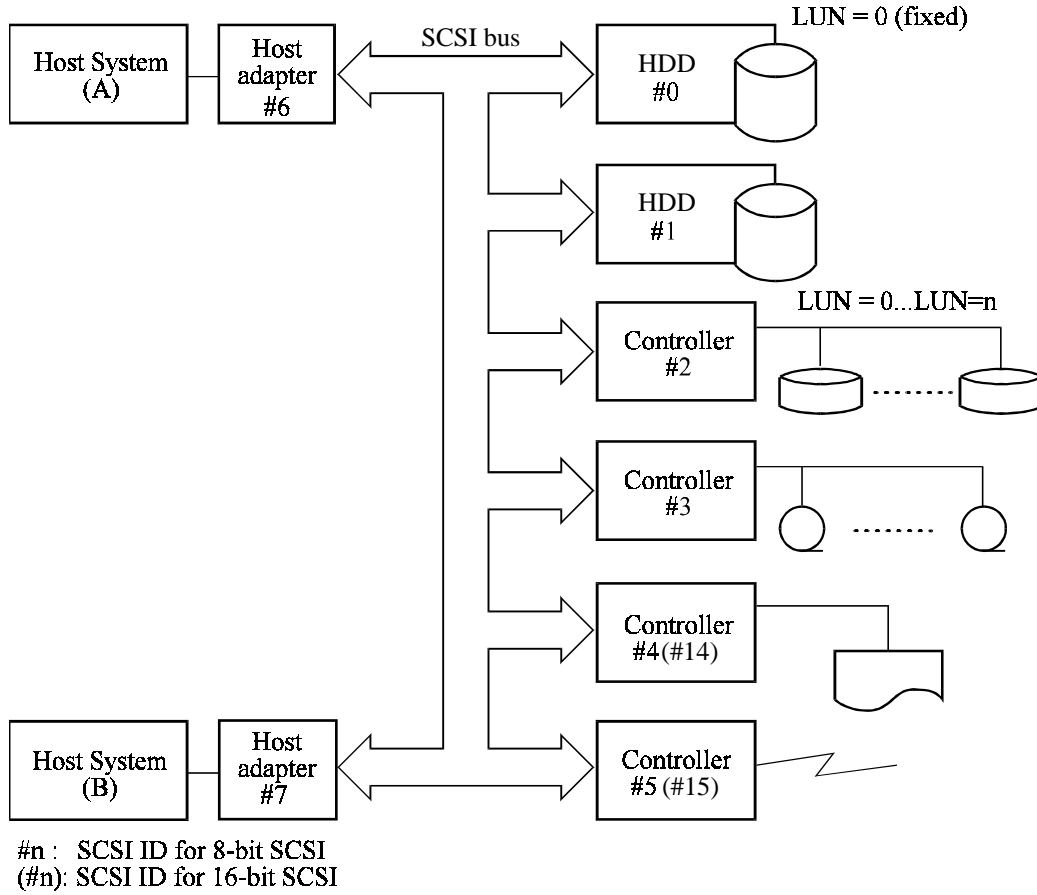 LUN = 0 (fixed)
SCSI bus
Host System
(A)
Host
adapter
#6
HDD
#0
HDD
#1
LUN = 0...LUN=n
Controller
#2
Controller
#3
Controller
#4(#14)
Host System
(B)
Host
adapter
#7
Controller
#5 (#15)
#n : SCSI ID for 8-bit SCSI
(#n): SCSI ID for 16-bit SCSI